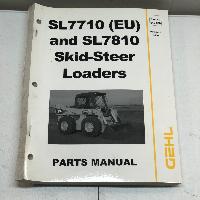 SL7710 (EU)
and SL7810
Skid-Steer
Loaders
PARTS MANUAL
GEHL